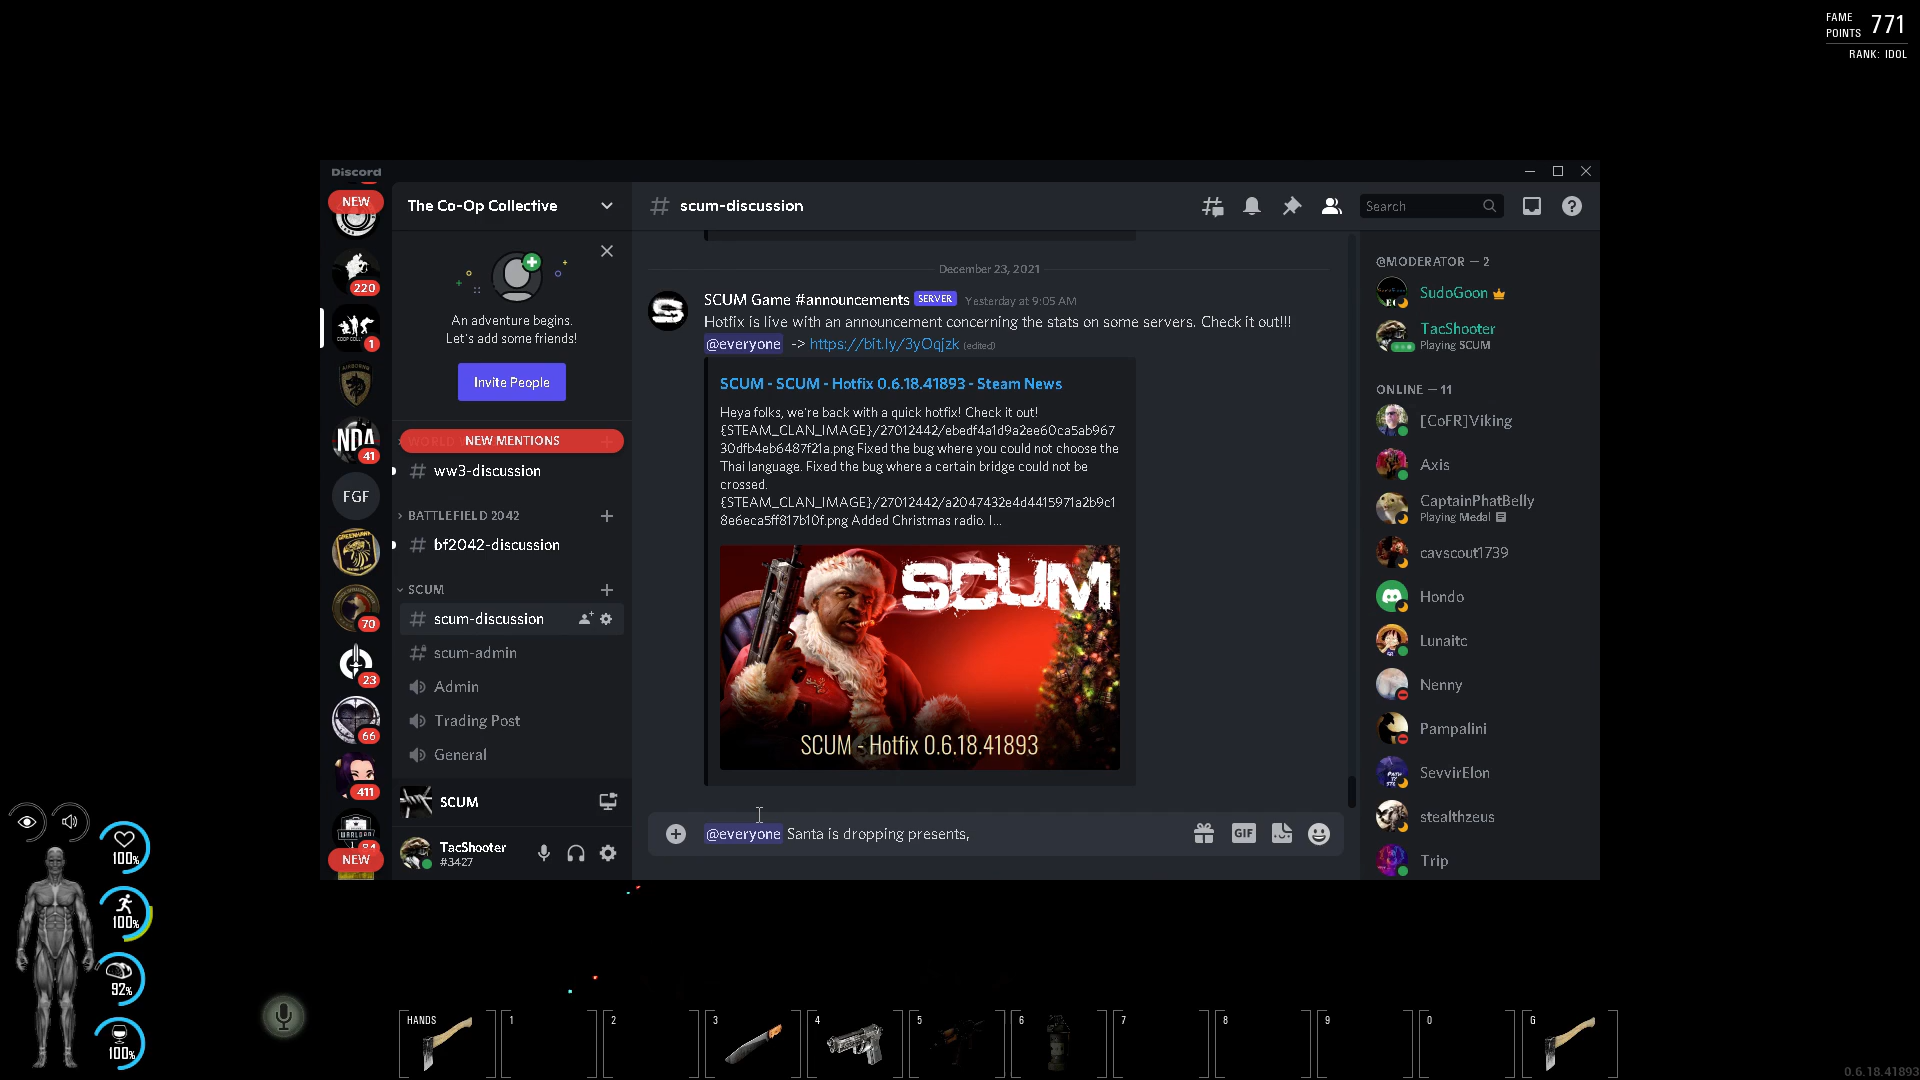 FAME
POINTS 771
RANK: IDOL
Discord
NEW
The Co-Op Collective
scum-discussion
Search
220
1
NDA
41
FGF
70
23
66
411
84
NEW
An adventure begins.
Let's add some friends!
Invite People
NEW MENTIONS
ww3-discussion
BATTLEFIELD 2042
bf2042-discussion
SCUM
scum-discussion
scum-admin
Admin
Trading Post
General
SCUM
TacShooter
#3427
December 23, 2021
SCUM Game #announcements SERVER Yesterday at 9:05 AM
Hotfix is live with an announcement concerning the stats on some servers. Check it out!!!
@everyone -> https://bit.ly/3yOqjzk (edited)
SCUM - SCUM - Hotfix 0.6.18.41893 - Steam News
Heya folks, we're back with a quick hotfix! Check it out!
{STEAM_CLAN_IMAGE}/27012442/ebedf4a1d9a2ee60ca5ab967
30dfb4eb6487f21a.png Fixed the bug where you could not choose the
Thai language. Fixed the bug where a certain bridge could not be
crossed.
{STEAM_CLAN_IMAGE}/27012442/a2047432e4d4415971a2b9c1
8e6eca5ff817b10f.png Added Christmas radio. I...
SCUM
SCUM - Hotfix 0.6.18.41893
@everyone Santa is dropping presents,
GIF
@MODERATOR — 2
SudoGoon
TacShooter
Playing SCUM
ONLINE — 11
[CoFR]Viking
Axis
CaptainPhatBelly
Playing Medal
cavscout1739
Hondo
Lunaitc
Nenny
Pampalini
SevvirElon
stealthzeus
Trip
100%
100%
92%
100%
HANDS
1
2
3
4
5
6
7
8
9
0
G
0.6.18.41893